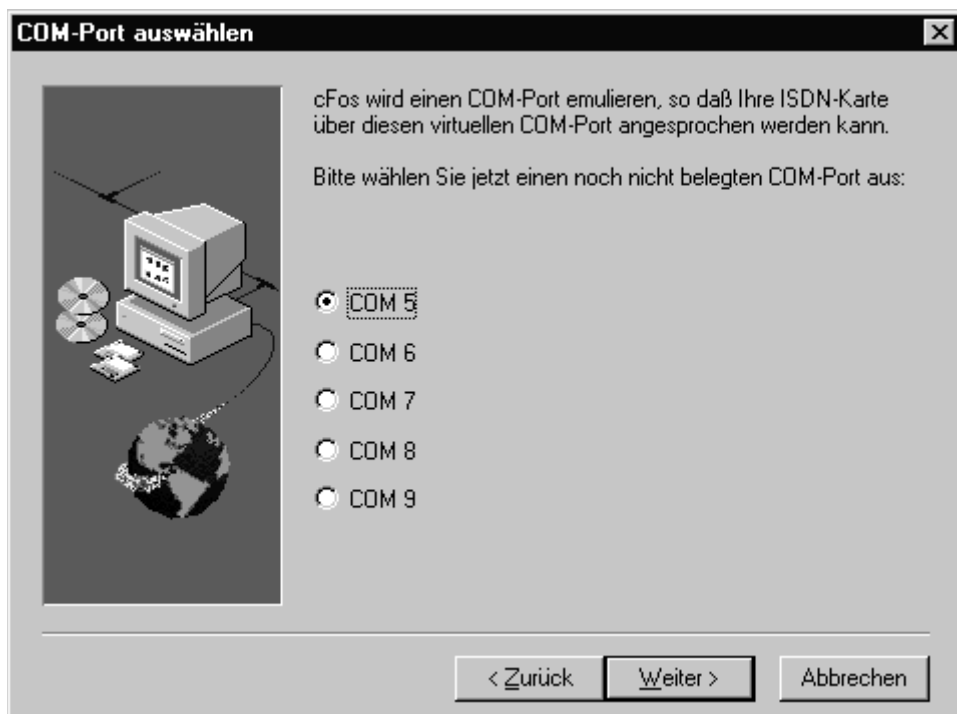 COM-Port auswählen
cFos wird einen COM-Port emulieren, so daß Ihre ISDN-Karte
über diesen virtuellen COM-Port angesprochen werden kann.
Bitte wählen Sie jetzt einen noch nicht belegten COM-Port aus:
COM 5
COM 6
COM 7
COM 8
COM 9
< Zurück
Weiter >
Abbrechen